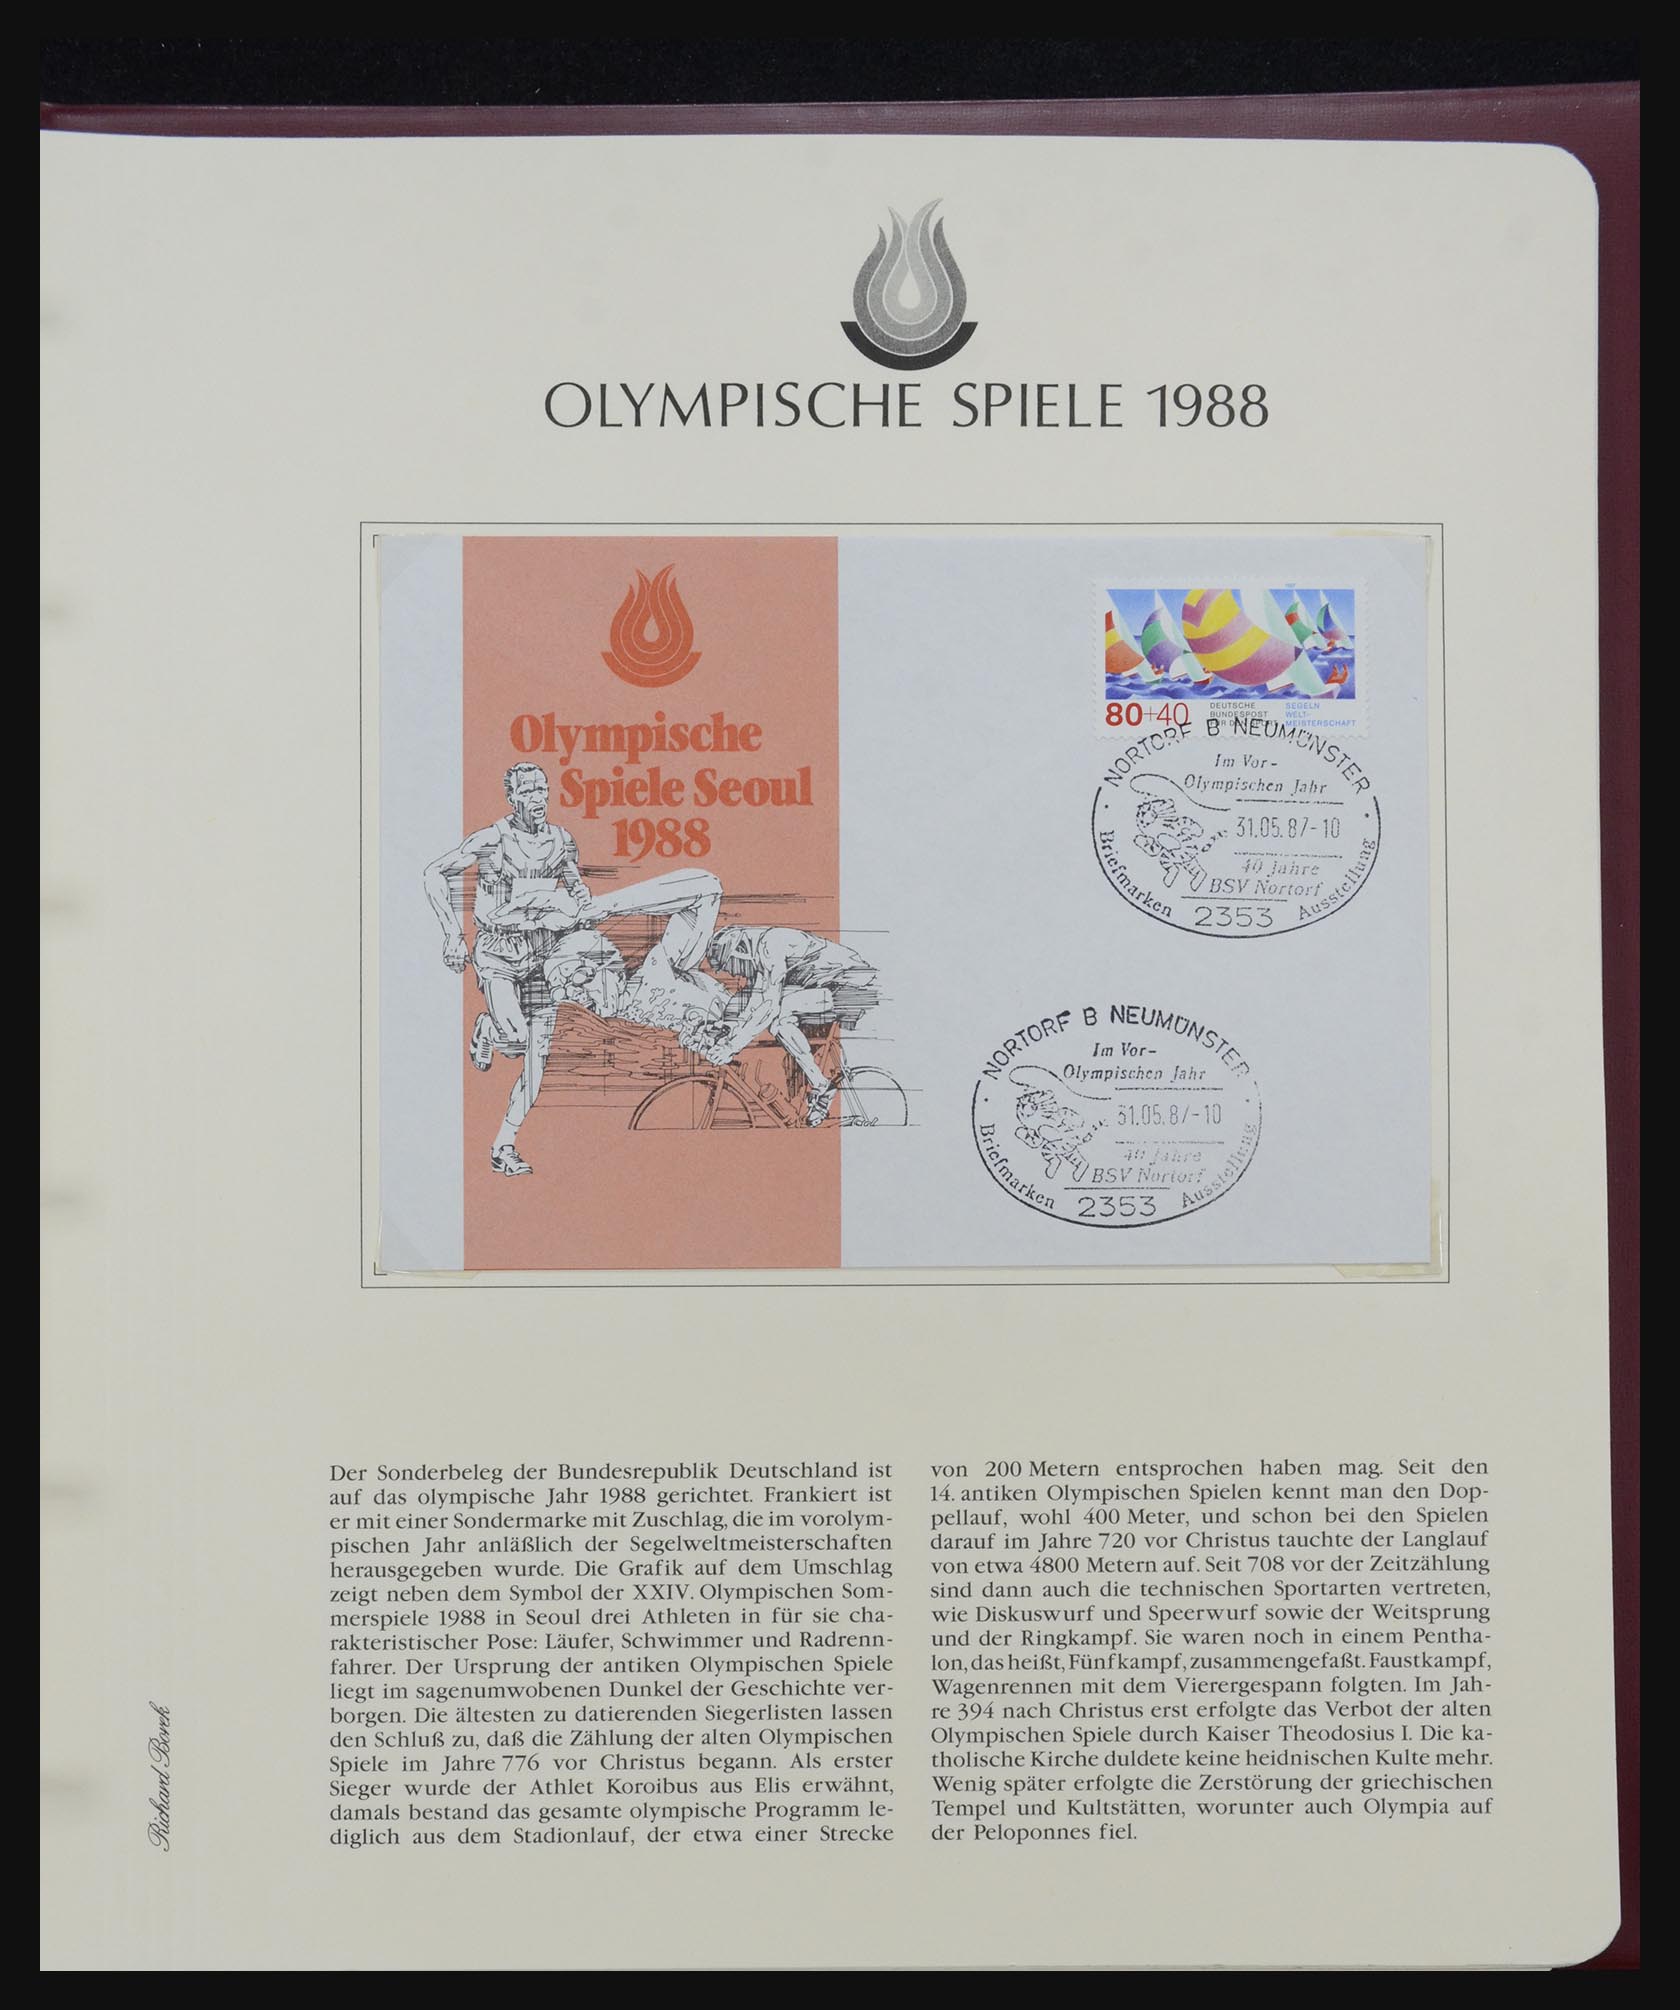 OLYMPISCHE SPIELE 1988
Olympische
Spiele Seoul
1988
1987
80+40
DEUTSCHE
BUNDESPOST
FÜR DEN SPORT
SEGELN
WELT-
MEISTERSCHAFT
NORTORF B NEUMÜNSTER
Im Vor-
Olympischen Jahr
31.05.87-10
40 Jahre
BSV Nortorf
Briefmarken Ausstellung
2353
NORTORF B NEUMÜNSTER
Im Vor-
Olympischen Jahr
31.05.87-10
40 Jahre
BSV Nortorf
Briefmarken Ausstellung
2353
Der Sonderbeleg der Bundesrepublik Deutschland ist
auf das olympische Jahr 1988 gerichtet. Frankiert ist
er mit einer Sondermarke mit Zuschlag, die im vorolym-
pischen Jahr anläßlich der Segelweltmeisterschaften
herausgegeben wurde. Die Grafik auf dem Umschlag
zeigt neben dem Symbol der XXIV. Olympischen Som-
merspiele 1988 in Seoul drei Athleten in für sie cha-
rakteristischer Pose: Läufer, Schwimmer und Radrenn-
fahrer. Der Ursprung der antiken Olympischen Spiele
liegt im sagenumwobenen Dunkel der Geschichte ver-
borgen. Die ältesten zu datierenden Siegerlisten lassen
den Schluß zu, daß die Zählung der alten Olympischen
Spiele im Jahre 776 vor Christus begann. Als erster
Sieger wurde der Athlet Koroibus aus Elis erwähnt,
damals bestand das gesamte olympische Programm le-
diglich aus dem Stadionlauf, der etwa einer Strecke
von 200 Metern entsprochen haben mag. Seit den
14. antiken Olympischen Spielen kennt man den Dop-
pellauf, wohl 400 Meter, und schon bei den Spielen
darauf im Jahre 720 vor Christus tauchte der Langlauf
von etwa 4800 Metern auf. Seit 708 vor der Zeitzählung
sind dann auch die technischen Sportarten vertreten,
wie Diskuswurf und Speerwurf sowie der Weitsprung
und der Ringkampf. Sie waren noch in einem Pentha-
lon, das heißt, Fünfkampf, zusammengefaßt. Faustkampf,
Wagenrennen mit dem Vierergespann folgten. Im Jah-
re 394 nach Christus erst erfolgte das Verbot der alten
Olympischen Spiele durch Kaiser Theodosius I. Die ka-
tholische Kirche duldete keine heidnischen Kulte mehr.
Wenig später erfolgte die Zerstörung der griechischen
Tempel und Kultstätten, worunter auch Olympia auf
der Peloponnes fiel.
Richard Borek